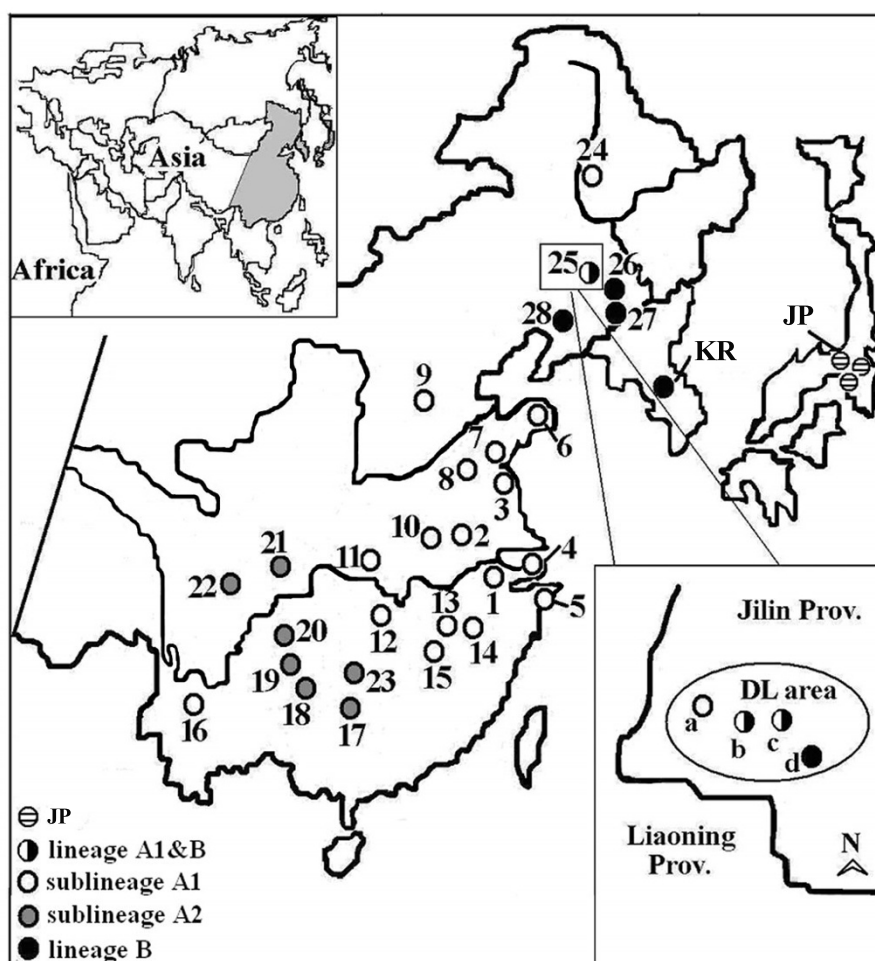 Asia
Africa
24
25
26
27
28
JP
KR
9
7
6
8
3
10
2
4
11
21
22
1
5
13
12
14
20
15
19
23
18
16
17
Jilin Prov.
DL area
a
b
c
d
Liaoning
Prov.
N
JP
lineage A1&B
sublineage A1
sublineage A2
lineage B